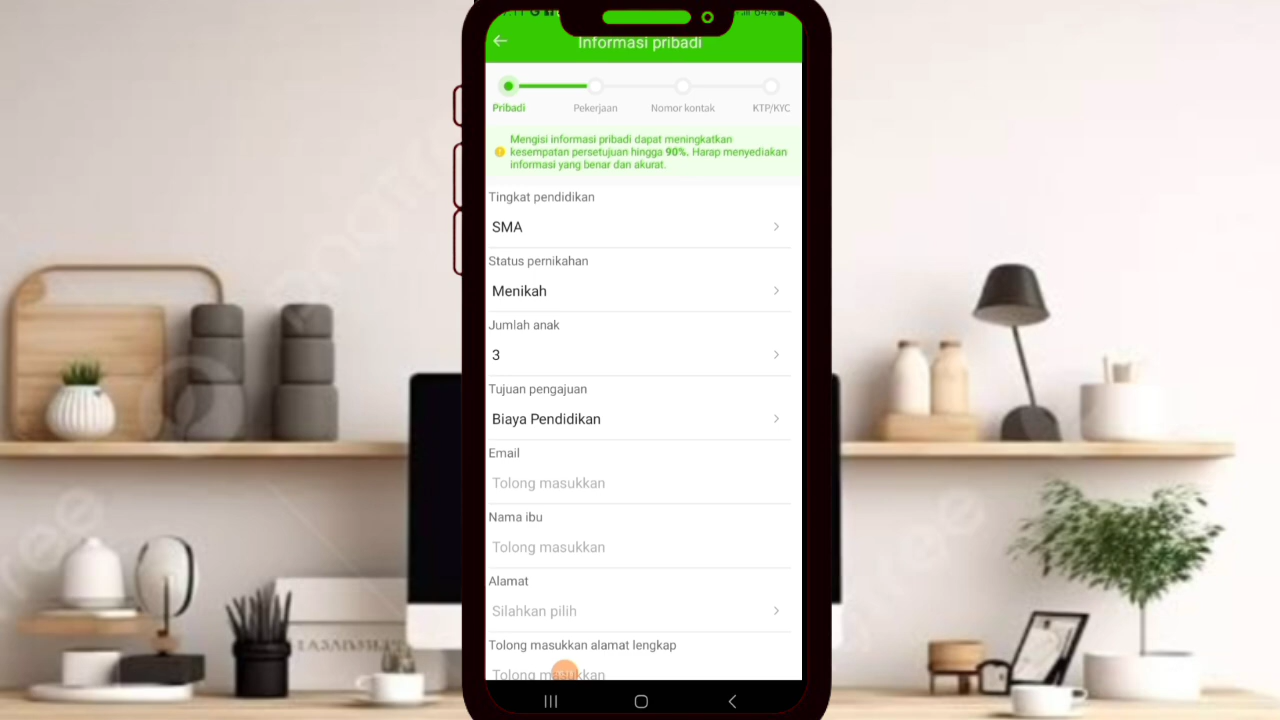 Informasi pribadi
Pribadi
Pekerjaan
Nomor kontak
KTP/KYC
Mengisi informasi pribadi dapat meningkatkan
kesempatan persetujuan hingga 90%. Harap menyediakan
informasi yang benar dan akurat.
Tingkat pendidikan
SMA
Status pernikahan
Menikah
Jumlah anak
3
Tujuan pengajuan
Biaya Pendidikan
Email
Tolong masukkan
Nama ibu
Tolong masukkan
Alamat
Silahkan pilih
Tolong masukkan alamat lengkap
Tolong masukkan